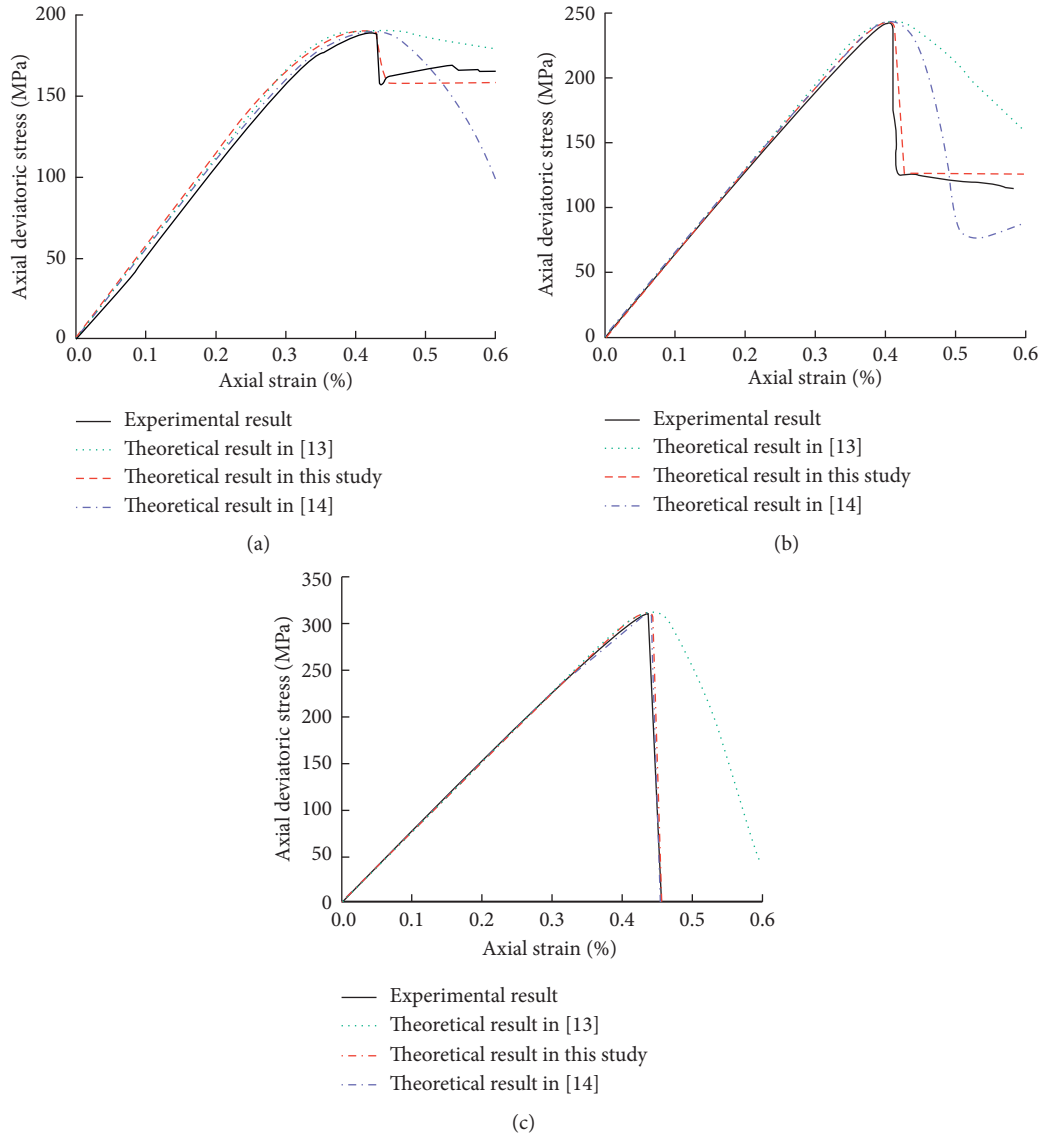 200
150
100
50
0
Axial deviatoric stress (MPa)
0.0 0.1 0.2 0.3 0.4 0.5 0.6
Axial strain (%)
Experimental result
Theoretical result in [13]
Theoretical result in this study
Theoretical result in [14]
(a)
250
200
150
100
50
0
Axial deviatoric stress (MPa)
0.0 0.1 0.2 0.3 0.4 0.5 0.6
Axial strain (%)
Experimental result
Theoretical result in [13]
Theoretical result in this study
Theoretical result in [14]
(b)
350
300
250
200
150
100
50
0
Axial deviatoric stress (MPa)
0.0 0.1 0.2 0.3 0.4 0.5 0.6
Axial strain (%)
Experimental result
Theoretical result in [13]
Theoretical result in this study
Theoretical result in [14]
(c)